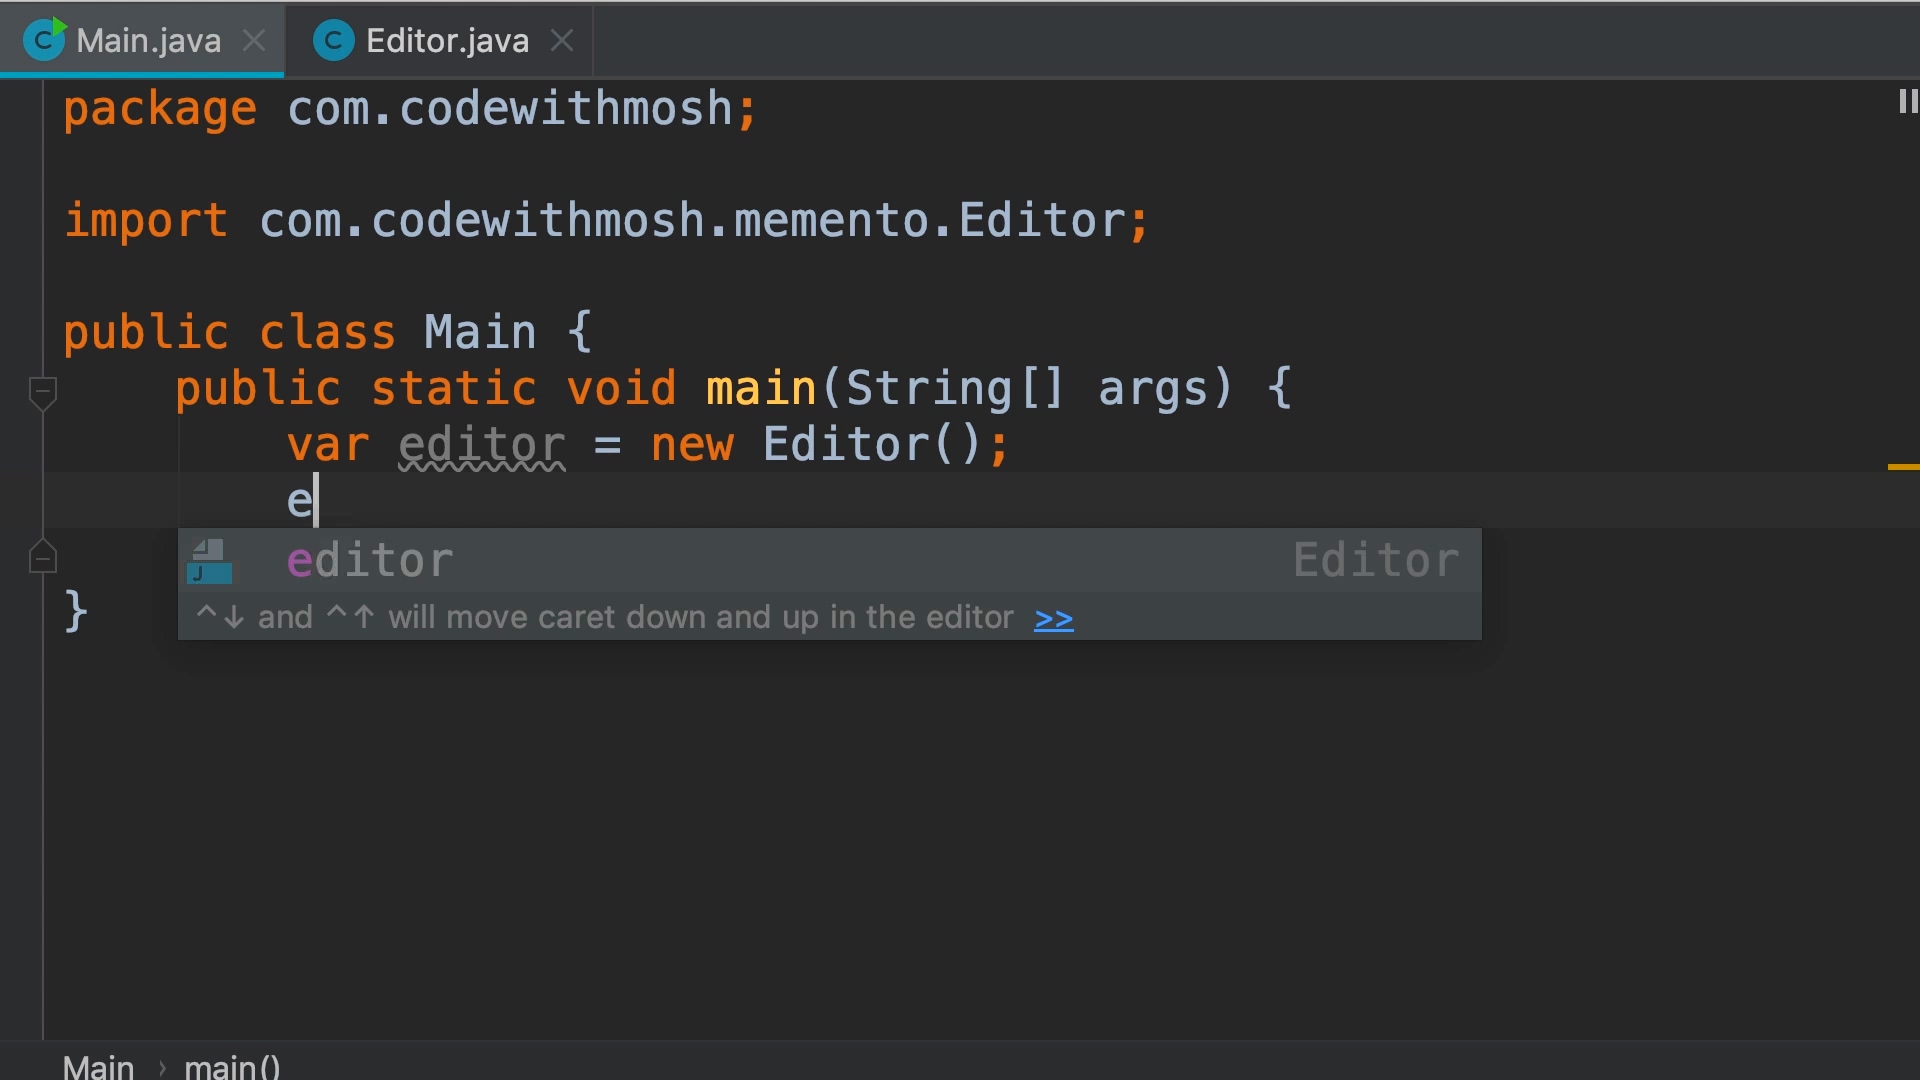 Main.java Editor.java
package com.codewithmosh;
import com.codewithmosh.memento.Editor;
public class Main {
public static void main(String[] args) {
var editor = new Editor();
e
editor Editor
^↓ and ^↑ will move caret down and up in the editor >>
}
Main › main()